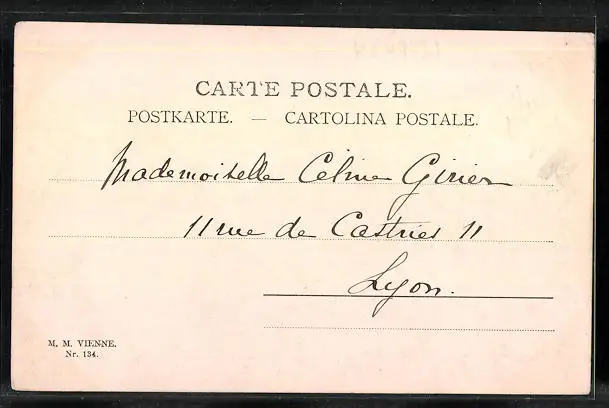 CARTE POSTALE.
POSTKARTE. — CARTOLINA POSTALE.
Mademoiselle Céline Girier
11 rue de Castries 11
Lyon.
M. M. VIENNE.
Nr. 134.